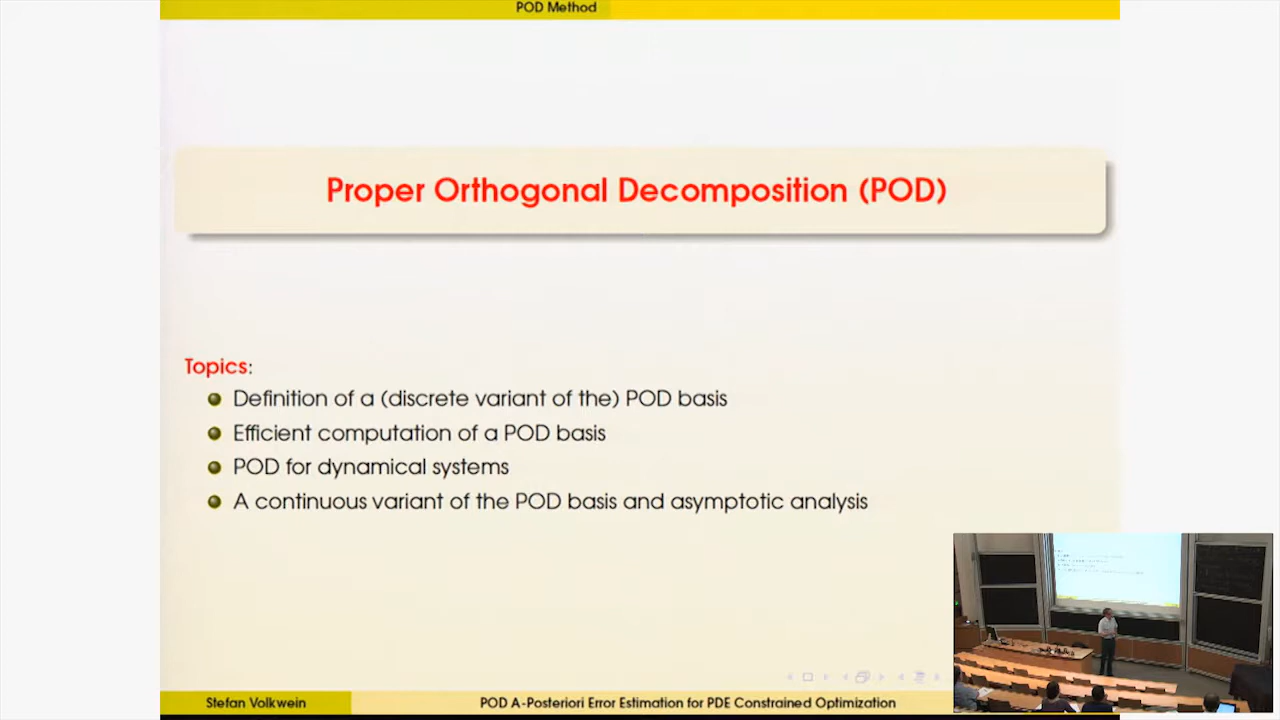 POD Method
Proper Orthogonal Decomposition (POD)
Topics:
Definition of a (discrete variant of the) POD basis
Efficient computation of a POD basis
POD for dynamical systems
A continuous variant of the POD basis and asymptotic analysis
Stefan Volkwein
POD A-Posteriori Error Estimation for PDE Constrained Optimization